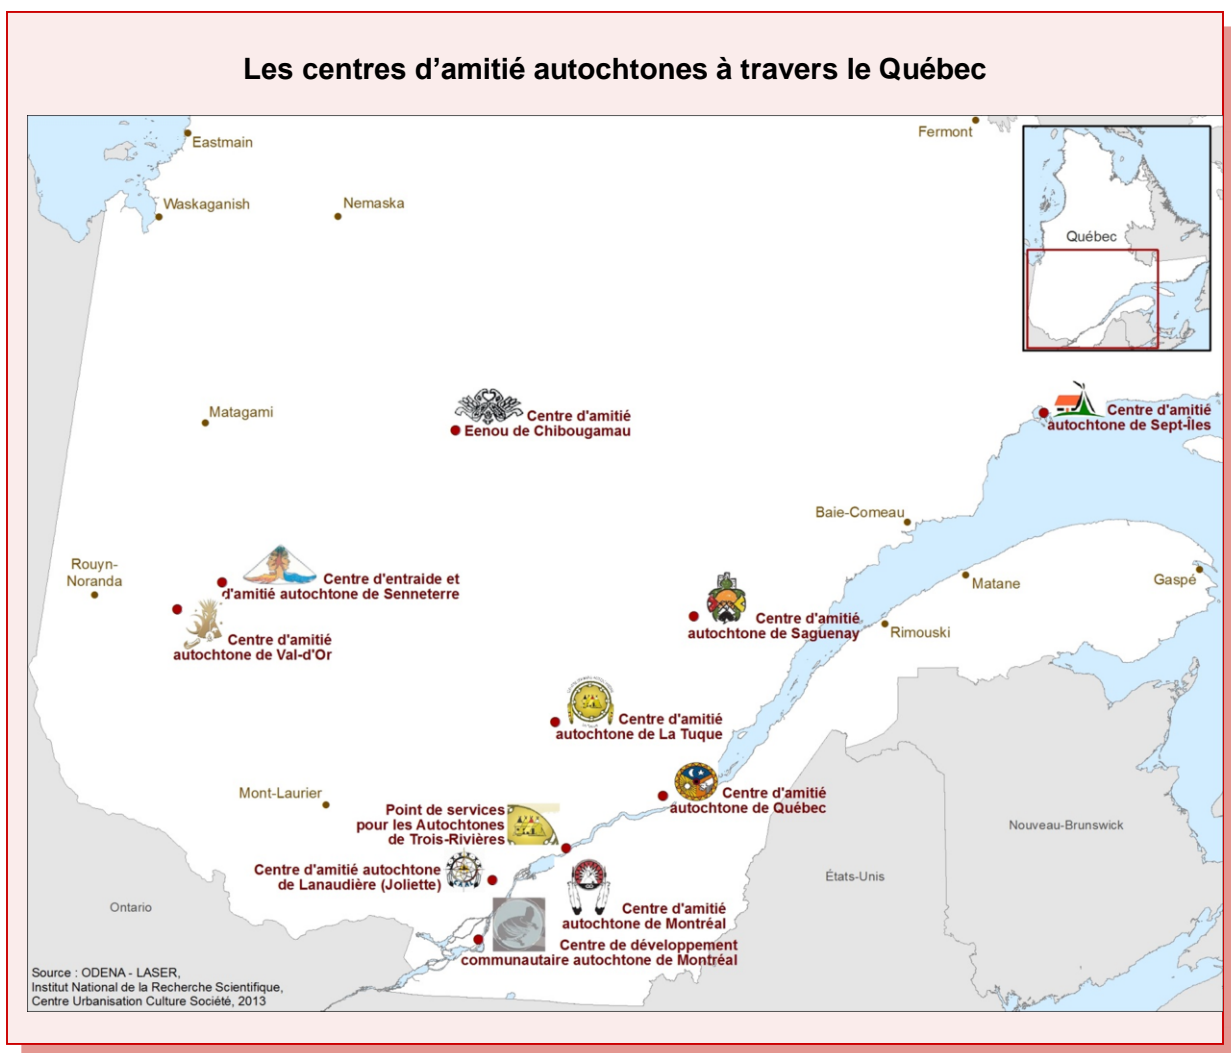 Les centres d'amitié autochtones à travers le Québec
Eastmain
Fermont
Waskaganish
Nemaska
Québec
Matagami
Centre d'amitié
Eenou de Chibougamau
Centre d'amitié
autochtone de Sept-Îles
Baie-Comeau
Rouyn-
Noranda
Centre d'entraide et
d'amitié autochtone de Senneterre
Matane
Gaspé
Centre d'amitié
autochtone de Val-d'Or
Centre d'amitié
autochtone de Saguenay
Rimouski
Centre d'amitié
autochtone de La Tuque
Mont-Laurier
Centre d'amitié
autochtone de Québec
Point de services
pour les Autochtones
de Trois-Rivières
Nouveau-Brunswick
Centre d'amitié autochtone
de Lanaudière (Joliette)
États-Unis
Ontario
Centre d'amitié
autochtone de Montréal
Centre de développement
communautaire autochtone de Montréal
Source : ODENA - LASER,
Institut National de la Recherche Scientifique,
Centre Urbanisation Culture Société, 2013